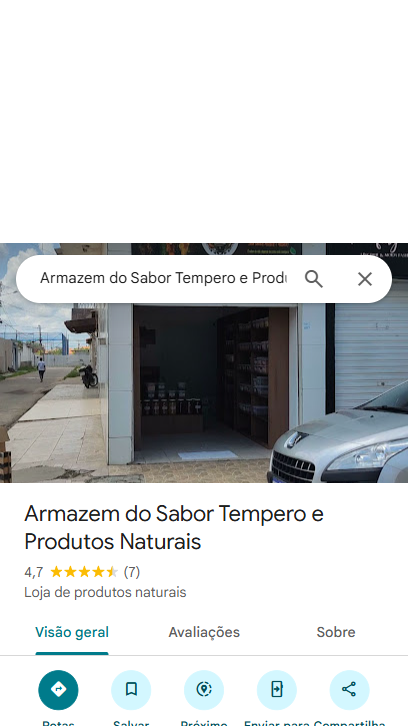 Armazem do Sabor Tempero e Prod
Armazem do Sabor Tempero e
Produtos Naturais
4,7 (7)
Loja de produtos naturais
Visão geral Avaliações Sobre
Rotas Salvar Próximo Enviar para Compartilha